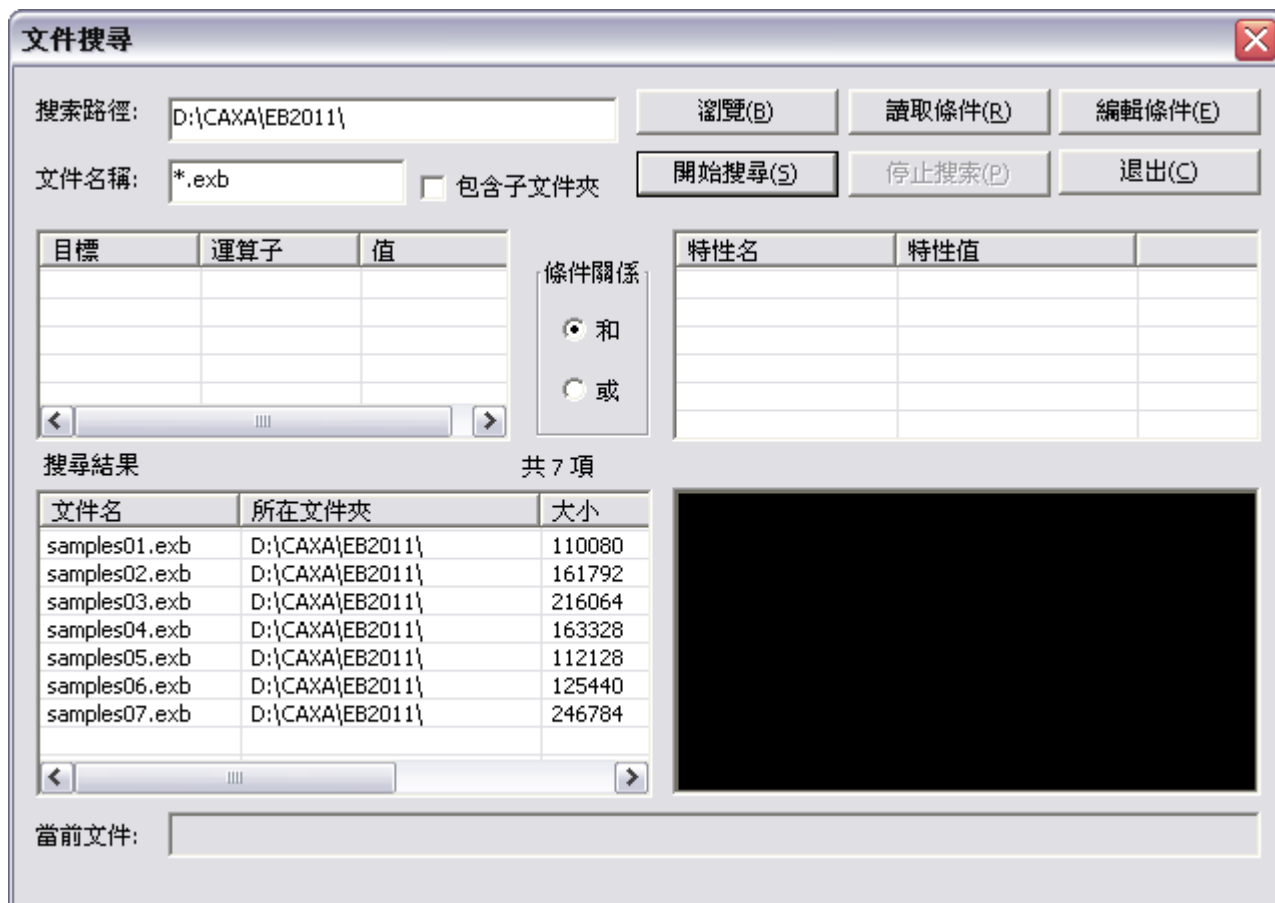 文件搜尋
搜索路徑: D:\CAXA\EB2011\ 瀏覽(B) 讀取條件(R) 編輯條件(E)
文件名稱: *.exb 包含子文件夾 開始搜尋(S) 停止搜索(P) 退出(C)
目標 運算子 值 條件關係 特性名 特性值
和
或
搜尋結果 共 7 項
文件名 所在文件夾 大小
samples01.exb D:\CAXA\EB2011\ 110080
samples02.exb D:\CAXA\EB2011\ 161792
samples03.exb D:\CAXA\EB2011\ 216064
samples04.exb D:\CAXA\EB2011\ 163328
samples05.exb D:\CAXA\EB2011\ 112128
samples06.exb D:\CAXA\EB2011\ 125440
samples07.exb D:\CAXA\EB2011\ 246784
當前文件: